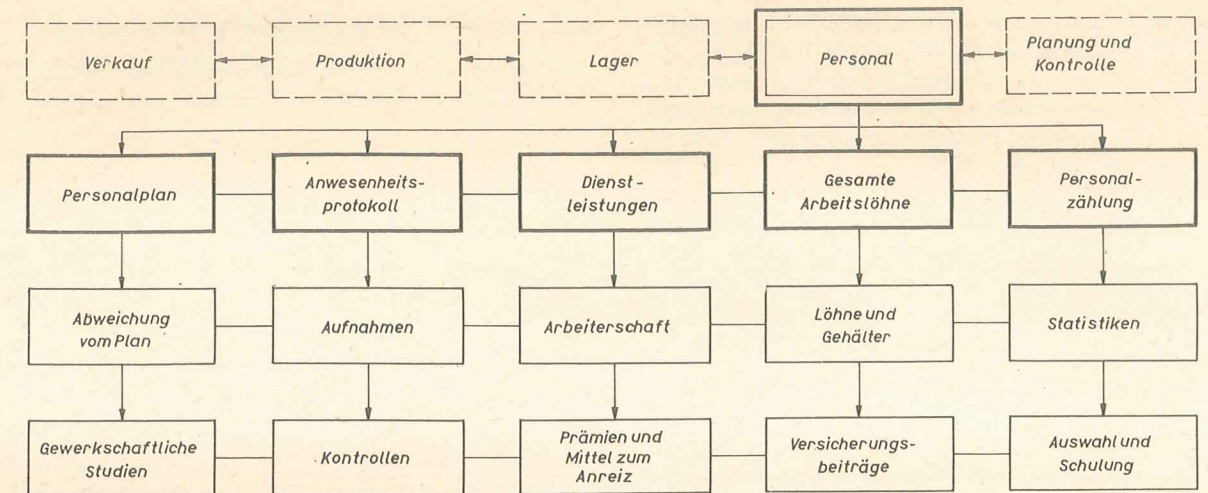 Verkauf
Produktion
Lager
Personal
Planung und
Kontrolle
Personalplan
Anwesenheits-
protokoll
Dienst-
leistungen
Gesamte
Arbeitslöhne
Personal-
zählung
Abweichung
vom Plan
Aufnahmen
Arbeiterschaft
Löhne und
Gehälter
Statistiken
Gewerkschaftliche
Studien
Kontrollen
Prämien und
Mittel zum
Anreiz
Versicherungs-
beiträge
Auswahl und
Schulung